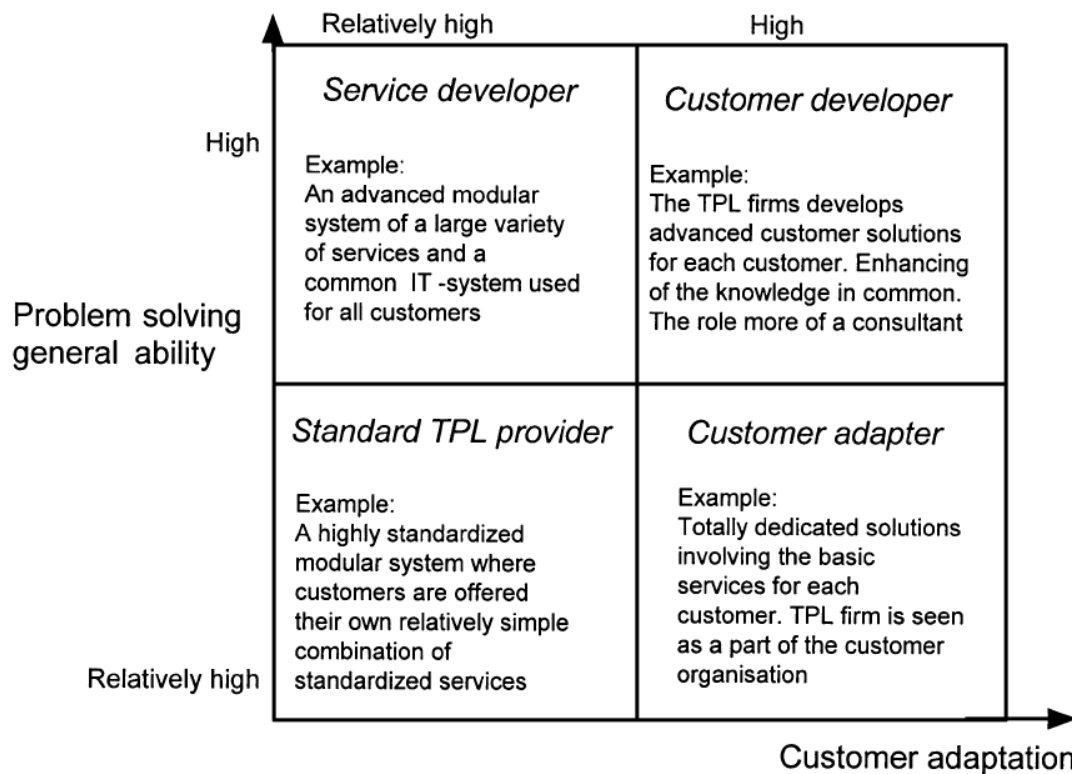 Relatively high
High
Service developer
Customer developer
High
Example:
An advanced modular
system of a large variety
of services and a
common IT -system used
for all customers
Example:
The TPL firms develops
advanced customer solutions
for each customer. Enhancing
of the knowledge in common.
The role more of a consultant
Problem solving
general ability
Standard TPL provider
Customer adapter
Example:
A highly standardized
modular system where
customers are offered
their own relatively simple
combination of
standardized services
Example:
Totally dedicated solutions
involving the basic
services for each
customer. TPL firm is seen
as a part of the customer
organisation
Relatively high
Customer adaptation